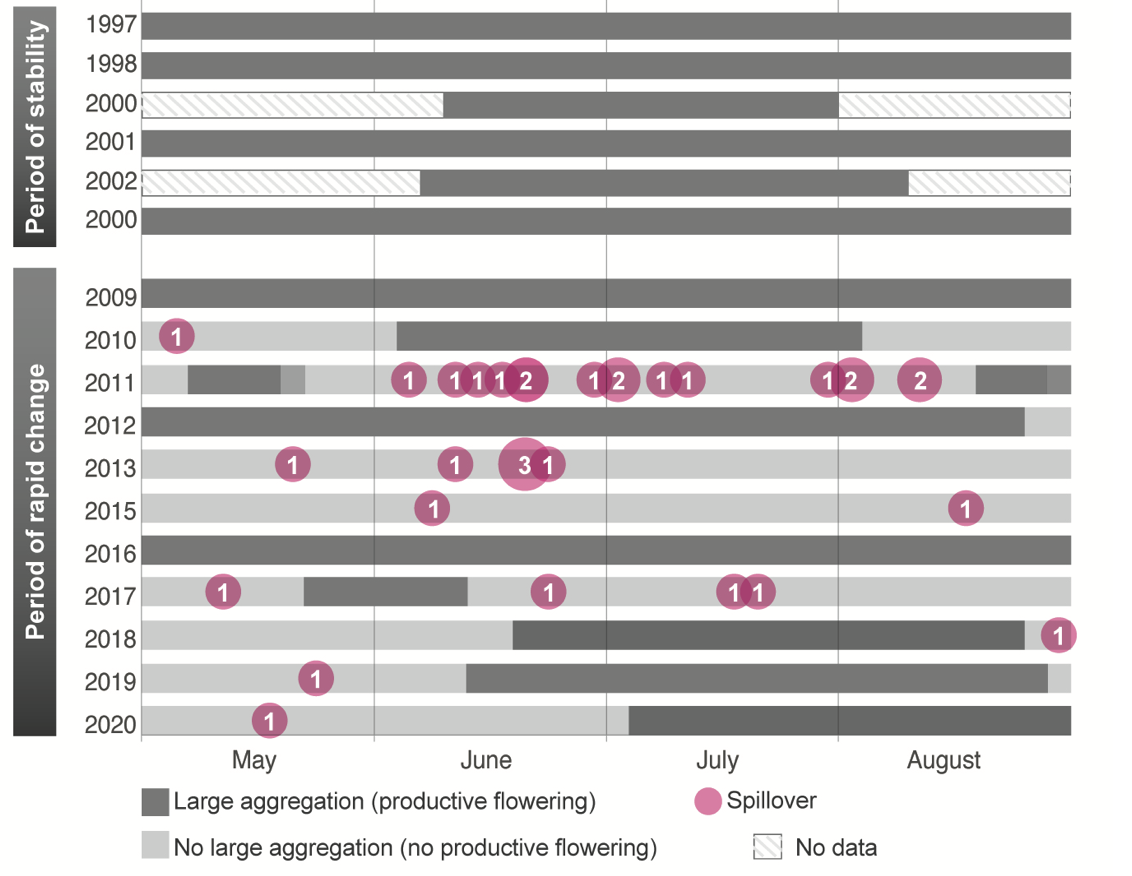 Period of stability
1997
1998
2000
2001
2002
2000
Period of rapid change
2009
2010 1
2011 1 1 1 1 2 1 2 1 1 1 2 2
2012
2013 1 1 3 1
2015 1 1
2016
2017 1 1 1 1
2018 1
2019 1
2020 1
May June July August
Large aggregation (productive flowering) Spillover
No large aggregation (no productive flowering) No data